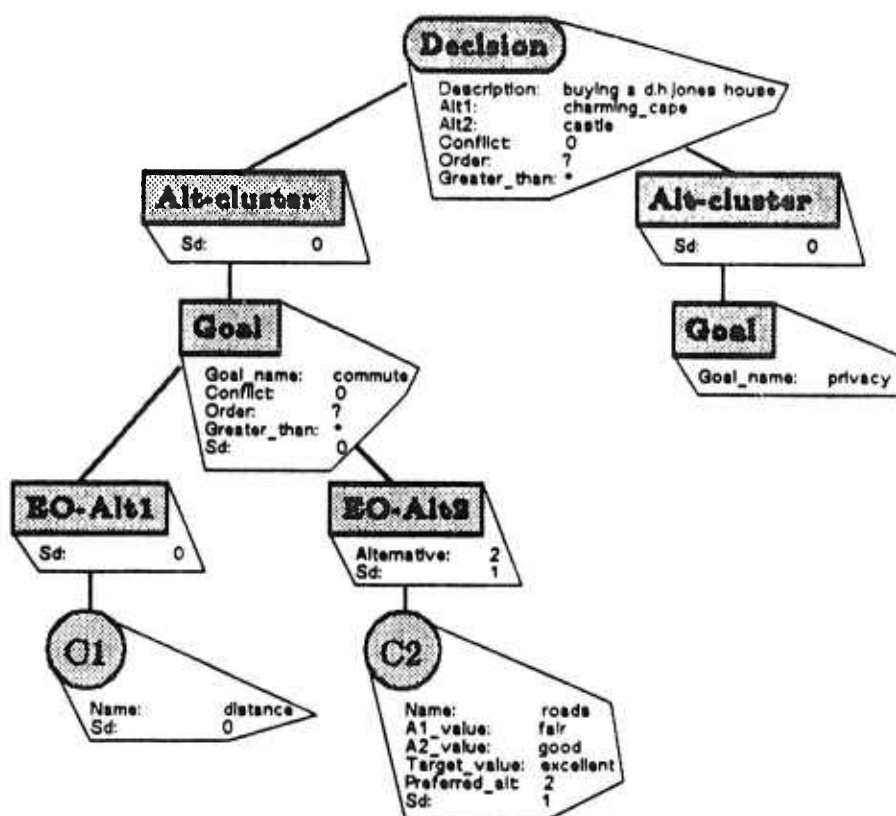 Decision
Description: buying a d.h.jones house
Alt1: charming_cape
Alt2: castle
Conflict: 0
Order: ?
Greater_than: *
Alt-cluster
Sd: 0
Alt-cluster
Sd: 0
Goal
Goal_name: commute
Conflict: 0
Order: ?
Greater_than: *
Sd: 0
Goal
Goal_name: privacy
EO-Alt1
Sd: 0
EO-Alt2
Alternative: 2
Sd: 1
C1
Name: distance
Sd: 0
C2
Name: roads
A1_value: fair
A2_value: good
Target_value: excellent
Preferred_alt: 2
Sd: 1